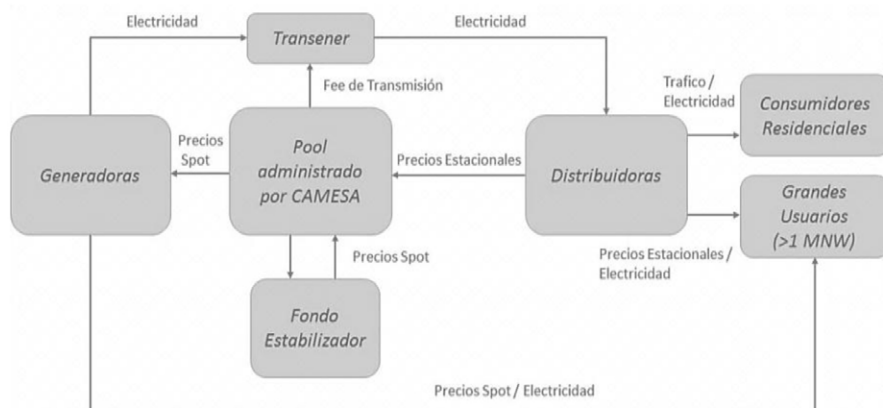 Electricidad
Transener
Electricidad
Fee de Transmisión
Trafico /
Electricidad
Consumidores
Residenciales
Generadoras
Precios
Spot
Pool
administrado
por CAMESA
Precios Estacionales
Distribuidoras
Grandes
Usuarios
(>1 MNW)
Precios Spot
Precios Estacionales /
Electricidad
Fondo
Estabilizador
Precios Spot / Electricidad